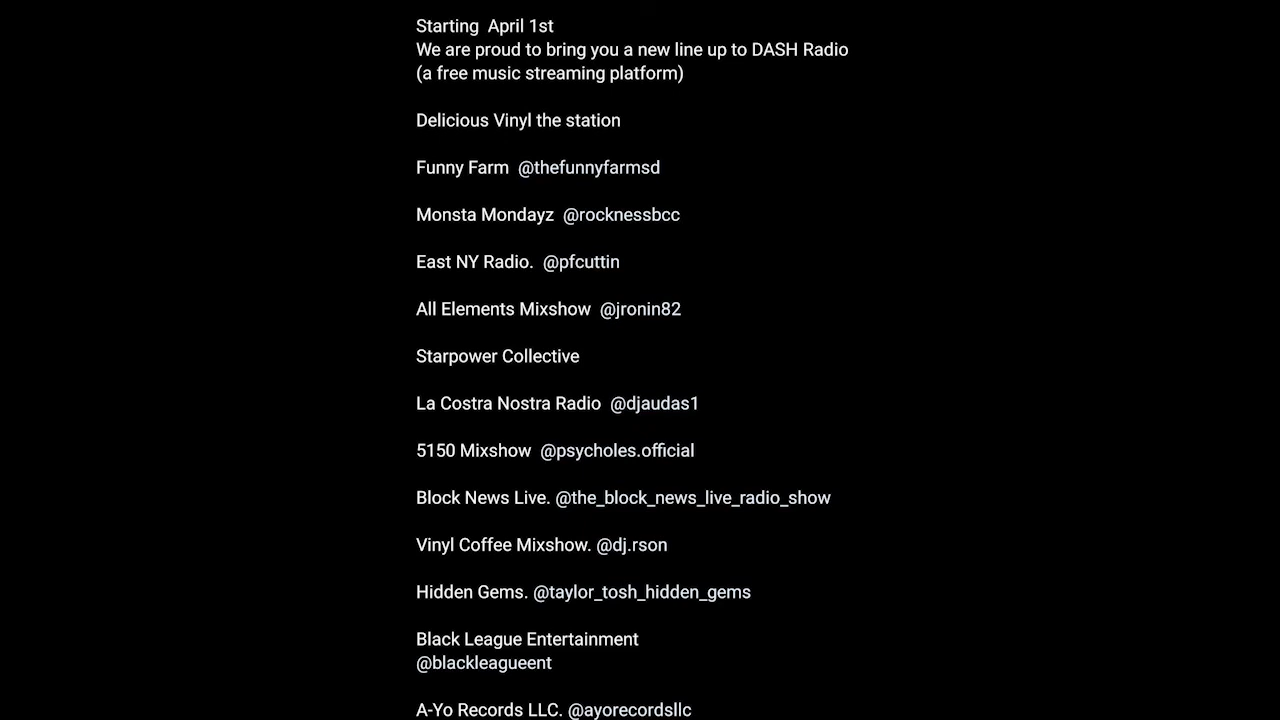 Starting  April 1st
We are proud to bring you a new line up to DASH Radio
(a free music streaming platform)
Delicious Vinyl the station
Funny Farm  @thefunnyfarmsd
Monsta Mondayz  @rocknessbcc
East NY Radio.  @pfcuttin
All Elements Mixshow  @jronin82
Starpower Collective
La Costra Nostra Radio  @djaudas1
5150 Mixshow  @psycholes.official
Block News Live. @the_block_news_live_radio_show
Vinyl Coffee Mixshow. @dj.rson
Hidden Gems. @taylor_tosh_hidden_gems
Black League Entertainment
@blackleagueent
A-Yo Records LLC. @ayorecordsllc